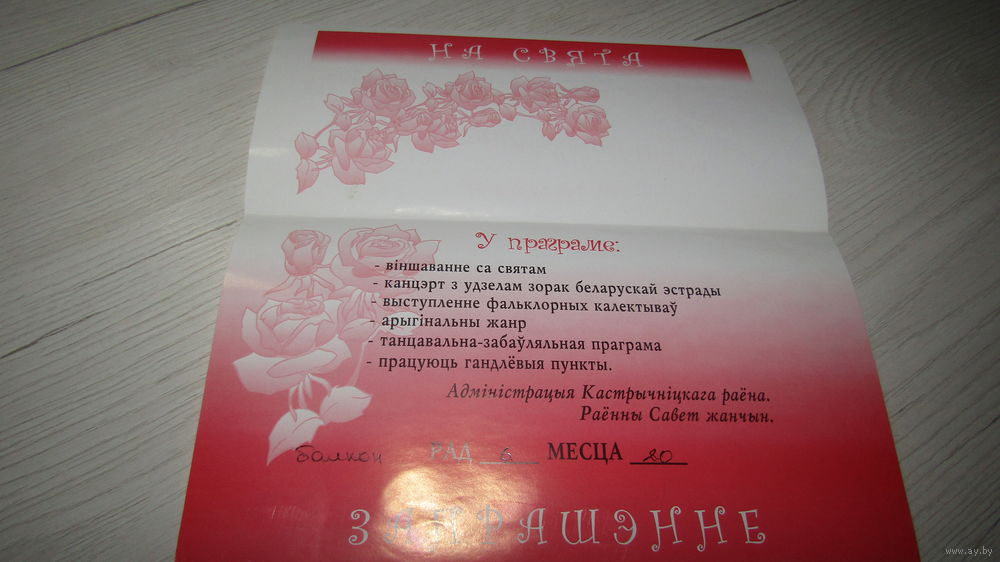 НА СВЯТА
У праграме:
- віншаванне са святам
- канцэрт з удзелам зорак беларускай эстрады
- выступленне фальклорных калектываў
- арыгінальны жанр
- танцавальна-забаўляльная праграма
- працуюць гандлёвыя пункты.
Адміністрацыя Кастрычніцкага раёна.
Раённы Савет жанчын.
Балкон РАД 6 МЕСЦА 20
ЗАПРАШЭННЕ
www.ay.by